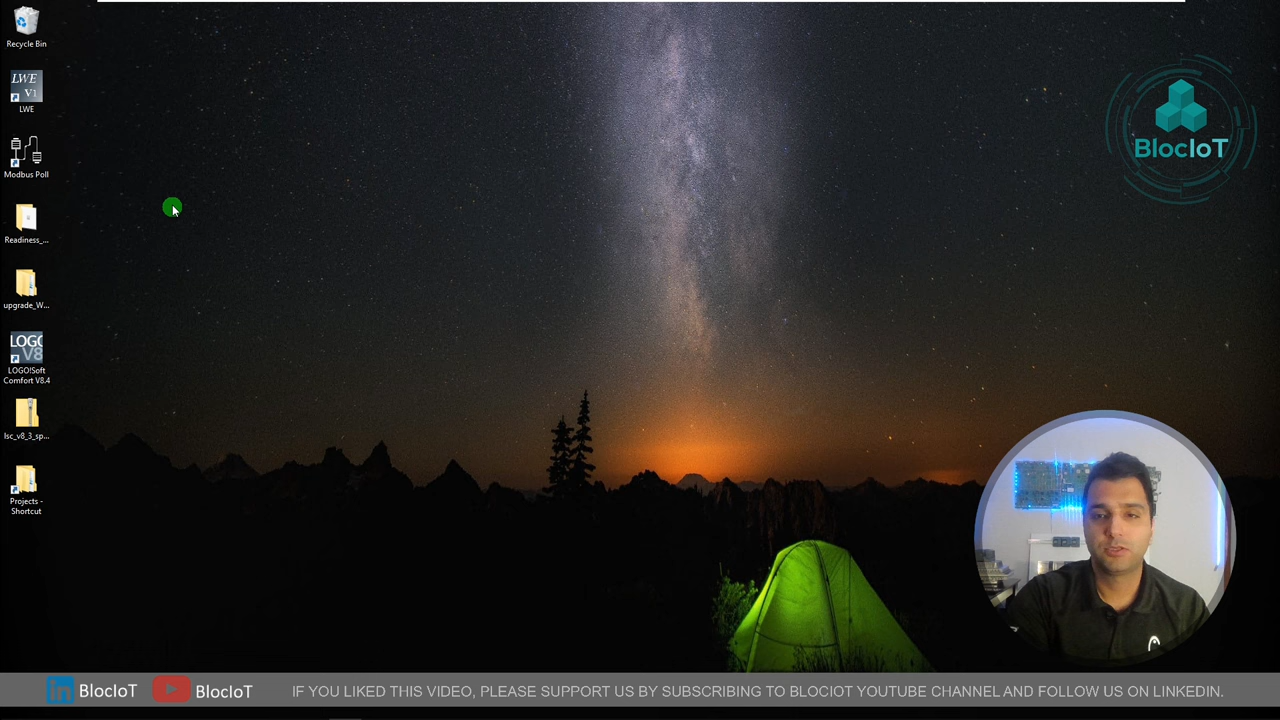 Recycle Bin
LWE
V1
LWE
Modbus Poll
Readiness_...
upgrade_W...
LOGO!
V8
LOGO!Soft
Comfort V8.4
lsc_v8_3_sp...
Projects -
Shortcut
BlocIoT
BlocIoT
BlocIoT
IF YOU LIKED THIS VIDEO, PLEASE SUPPORT US BY SUBSCRIBING TO BLOCIOT YOUTUBE CHANNEL AND FOLLOW US ON LINKEDIN.